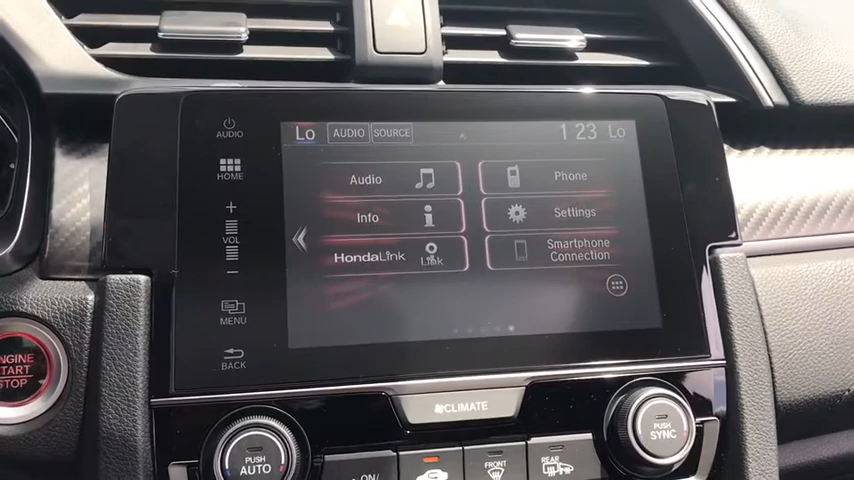 AUDIO
HOME
+
VOL
−
MENU
BACK
Lo
AUDIO
SOURCE
1 23
Lo
Audio
Phone
Info
Settings
HondaLink
Link
Smartphone
Connection
ENGINE
START
STOP
CLIMATE
PUSH
AUTO
ON/
FRONT
REAR
PUSH
SYNC